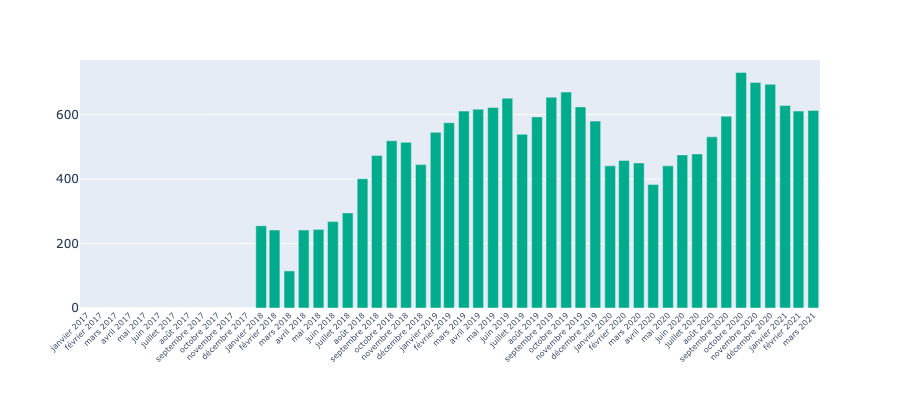 600
400
200
0
janvier 2017
février 2017
mars 2017
avril 2017
mai 2017
juin 2017
juillet 2017
août 2017
septembre 2017
octobre 2017
novembre 2017
décembre 2017
janvier 2018
février 2018
mars 2018
avril 2018
mai 2018
juin 2018
juillet 2018
août 2018
septembre 2018
octobre 2018
novembre 2018
décembre 2018
janvier 2019
février 2019
mars 2019
avril 2019
mai 2019
juin 2019
juillet 2019
août 2019
septembre 2019
octobre 2019
novembre 2019
décembre 2019
janvier 2020
février 2020
mars 2020
avril 2020
mai 2020
juin 2020
juillet 2020
août 2020
septembre 2020
octobre 2020
novembre 2020
décembre 2020
janvier 2021
février 2021
mars 2021